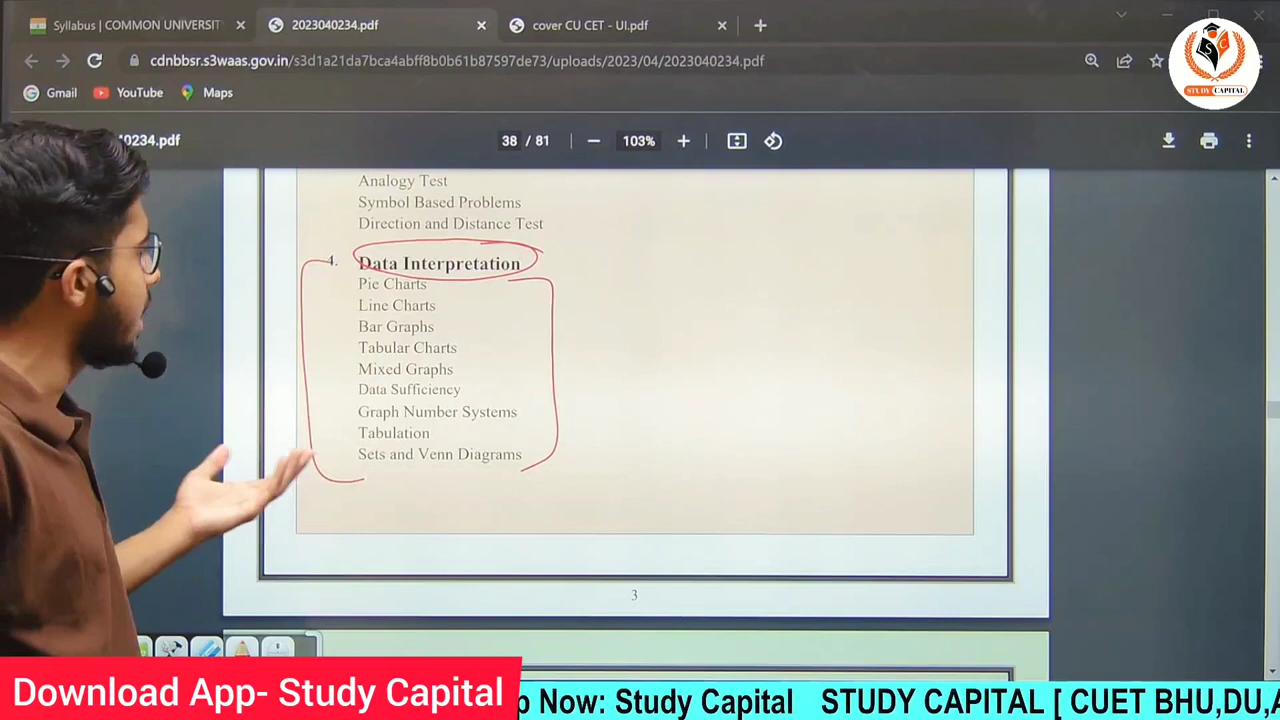 Syllabus | COMMON UNIVERSIT
2023040234.pdf
cover CU CET - UI.pdf
cdnbbsr.s3waas.gov.in/s3d1a21da7bca4abff8b0b61b87597de73/uploads/2023/04/2023040234.pdf
Gmail
YouTube
Maps
SC
STUDY CAPITAL
40234.pdf
38 / 81
103%
Analogy Test
Symbol Based Problems
Direction and Distance Test
4. Data Interpretation
Pie Charts
Line Charts
Bar Graphs
Tabular Charts
Mixed Graphs
Data Sufficiency
Graph Number Systems
Tabulation
Sets and Venn Diagrams
3
Download App- Study Capital
p Now: Study Capital STUDY CAPITAL [ CUET BHU,DU,A